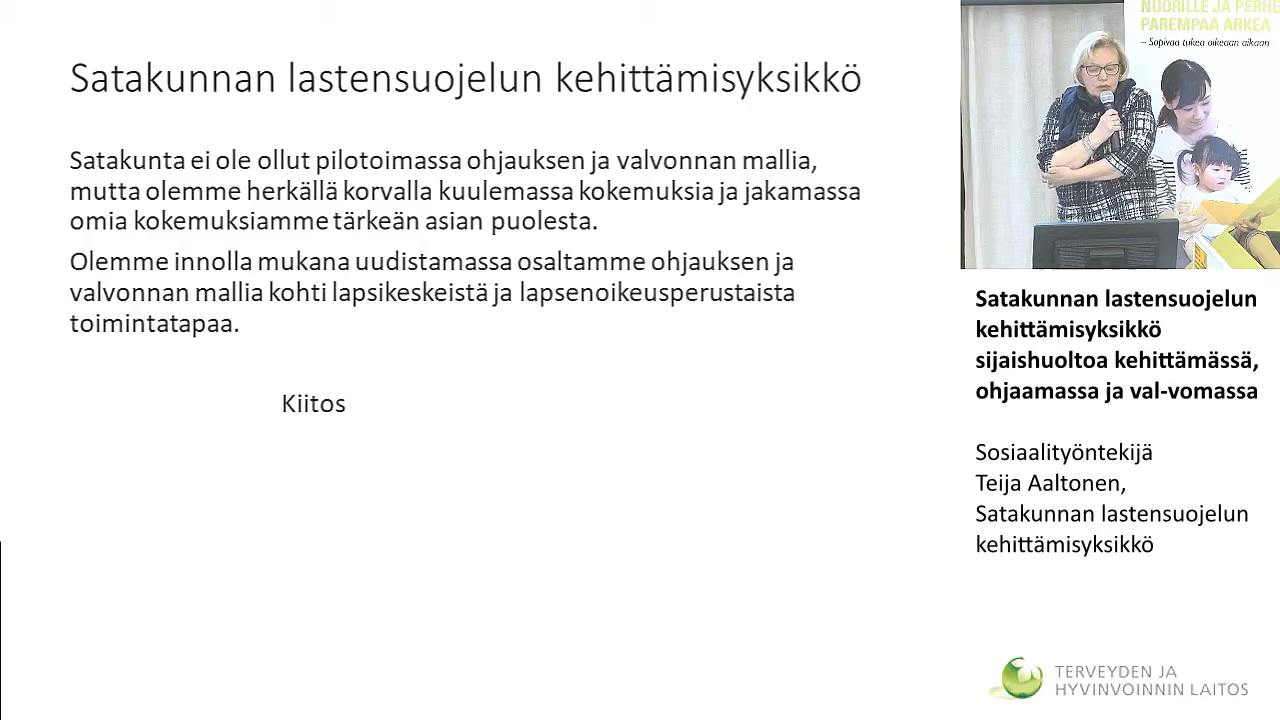 Satakunnan lastensuojelun kehittämisyksikkö
Satakunta ei ole ollut pilotoimassa ohjauksen ja valvonnan mallia,
mutta olemme herkällä korvalla kuulemassa kokemuksia ja jakamassa
omia kokemuksiamme tärkeän asian puolesta.
Olemme innolla mukana uudistamassa osaltamme ohjauksen ja
valvonnan mallia kohti lapsikeskeistä ja lapsenoikeusperustaista
toimintatapaa.
Kiitos
NUORILLE JA PERHE
PAREMPAA ARKEA
– Sopivaa tukea oikeaan aikaan
Satakunnan lastensuojelun
kehittämisyksikkö
sijaishuoltoa kehittämässä,
ohjaamassa ja val-vomassa
Sosiaalityöntekijä
Teija Aaltonen,
Satakunnan lastensuojelun
kehittämisyksikkö
TERVEYDEN JA
HYVINVOINNIN LAITOS